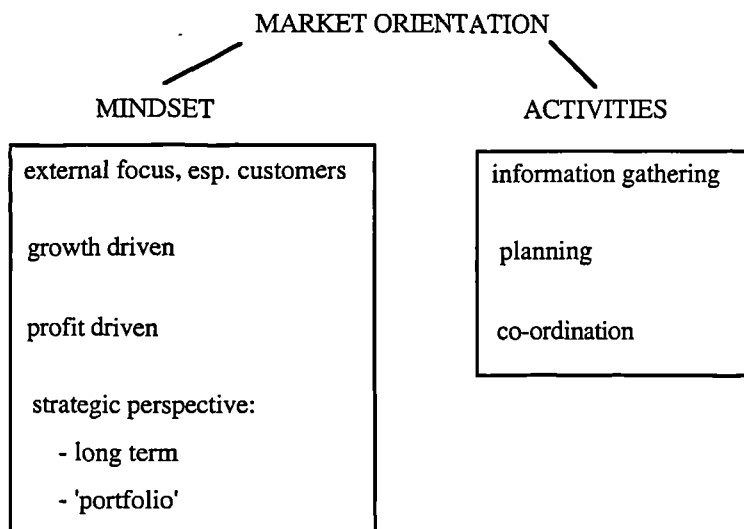 MARKET ORIENTATION
MINDSET
external focus, esp. customers
growth driven
profit driven
strategic perspective:
- long term
- 'portfolio'
ACTIVITIES
information gathering
planning
co-ordination